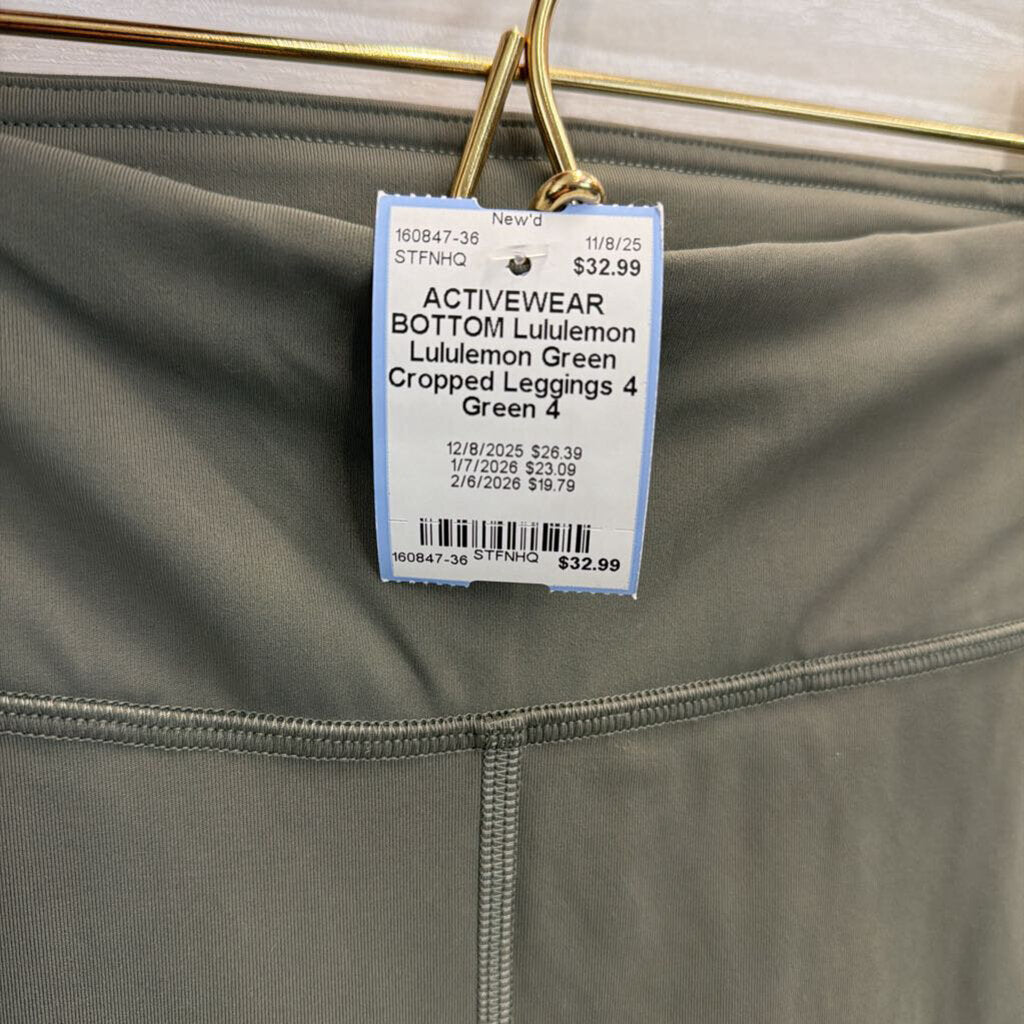 New'd
160847-36 11/8/25
STFNHQ $32.99
ACTIVEWEAR
BOTTOM Lululemon
Lululemon Green
Cropped Leggings 4
Green 4
12/8/2025 $26.39
1/7/2026 $23.09
2/6/2026 $19.79
160847-36 STFNHQ $32.99